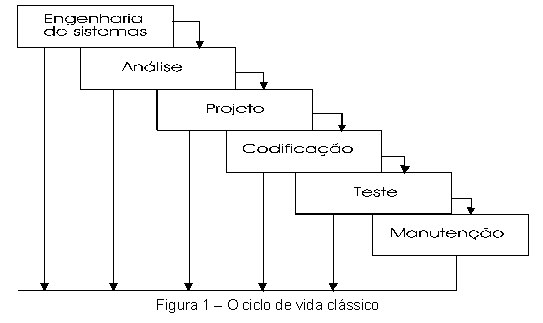 Engenharia
de sistemas
Análise
Projeto
Codificação
Teste
Manutenção
Figura 1 – O ciclo de vida clássico